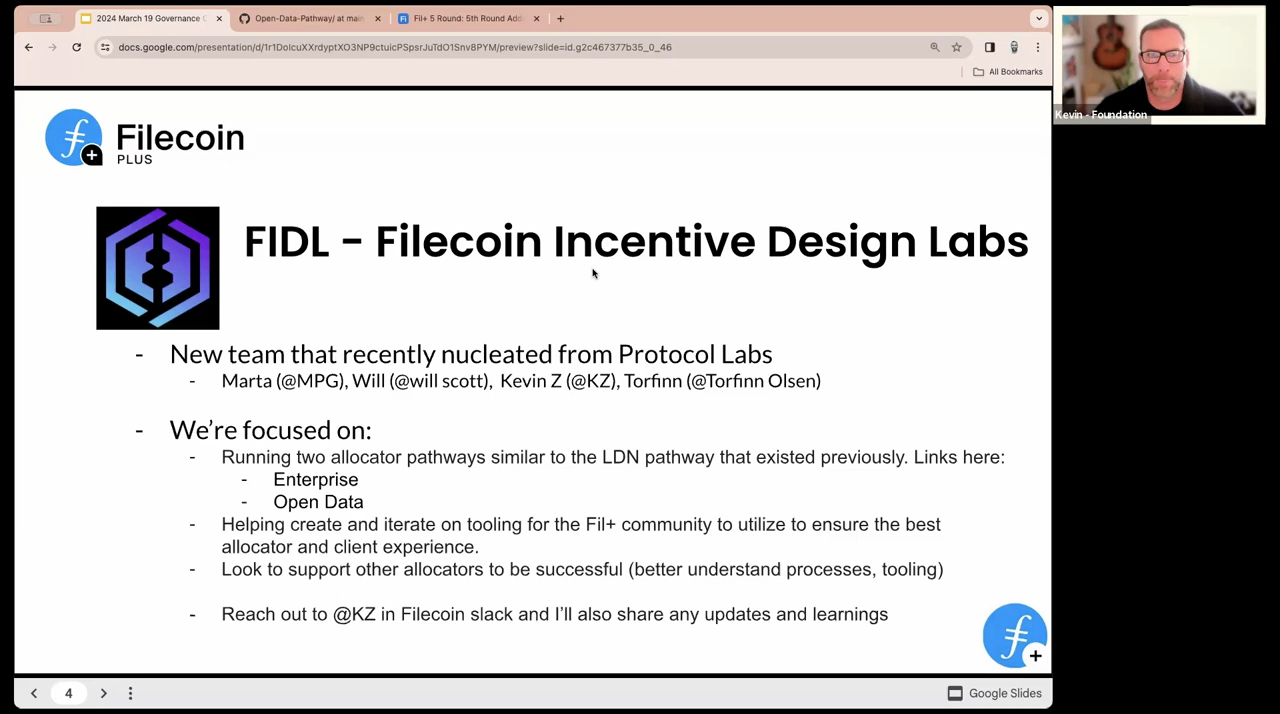 2024 March 19 Governance C
Open-Data-Pathway/ at main
Fil+ 5 Round: 5th Round Add
docs.google.com/presentation/d/1r1DoIcuXXrdyptXO3NP9ctuicPSpsrJuTdO1Snv8PYM/preview?slide=id.g2c467377b35_0_46
All Bookmarks
Kevin - Foundation
Filecoin
PLUS
FIDL - Filecoin Incentive Design Labs
- New team that recently nucleated from Protocol Labs
- Marta (@MPG), Will (@will scott), Kevin Z (@KZ), Torfinn (@Torfinn Olsen)
- We're focused on:
- Running two allocator pathways similar to the LDN pathway that existed previously. Links here:
- Enterprise
- Open Data
- Helping create and iterate on tooling for the Fil+ community to utilize to ensure the best
allocator and client experience.
- Look to support other allocators to be successful (better understand processes, tooling)
- Reach out to @KZ in Filecoin slack and I'll also share any updates and learnings
4
Google Slides